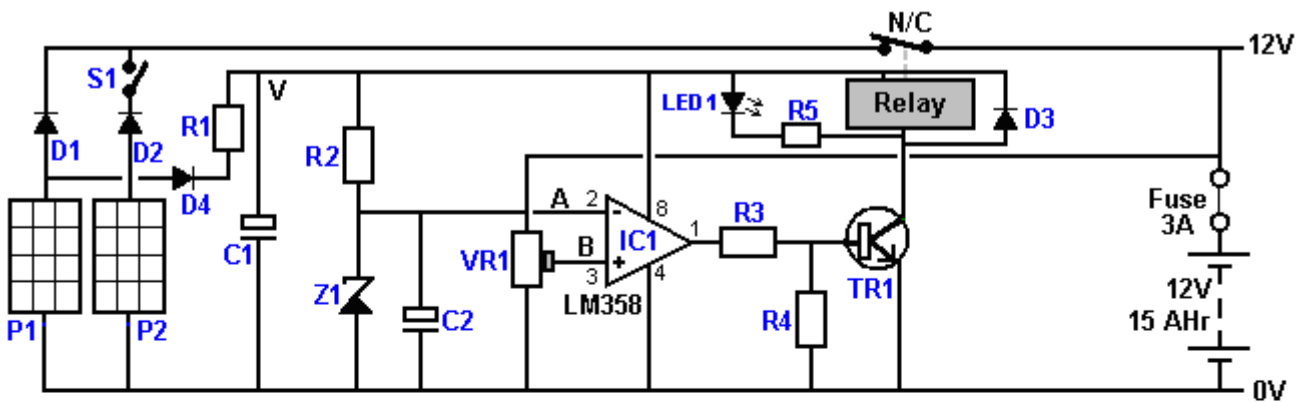 N/C
12V
S1
V
R1
LED1
R5
Relay
D3
D1
D2
R2
D4
A
2
8
R3
1
Fuse
3A
C1
VR1
B
IC1
3
4
LM358
TR1
Z1
C2
R4
12V
15 AHr
P1
P2
0V